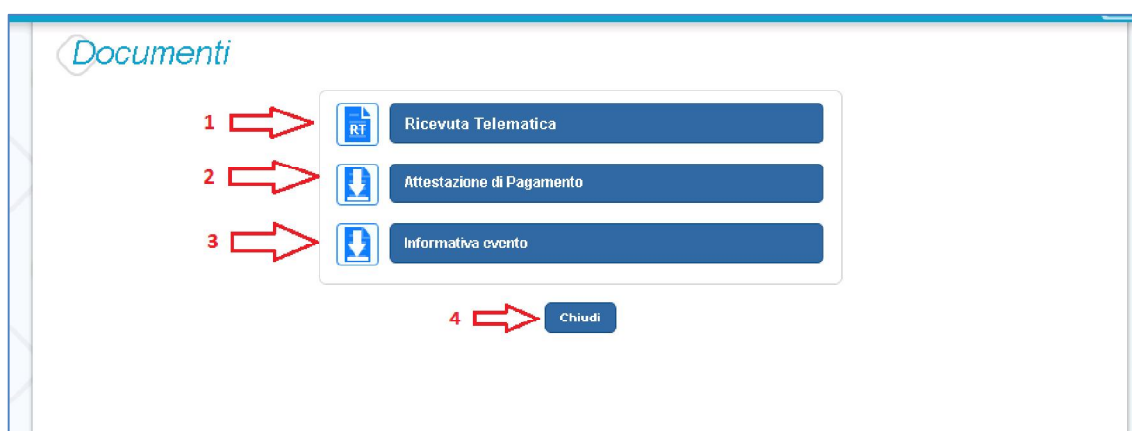 Documenti
1 RT Ricevuta Telematica
2 Attestazione di Pagamento
3 Informativa evento
4 Chiudi